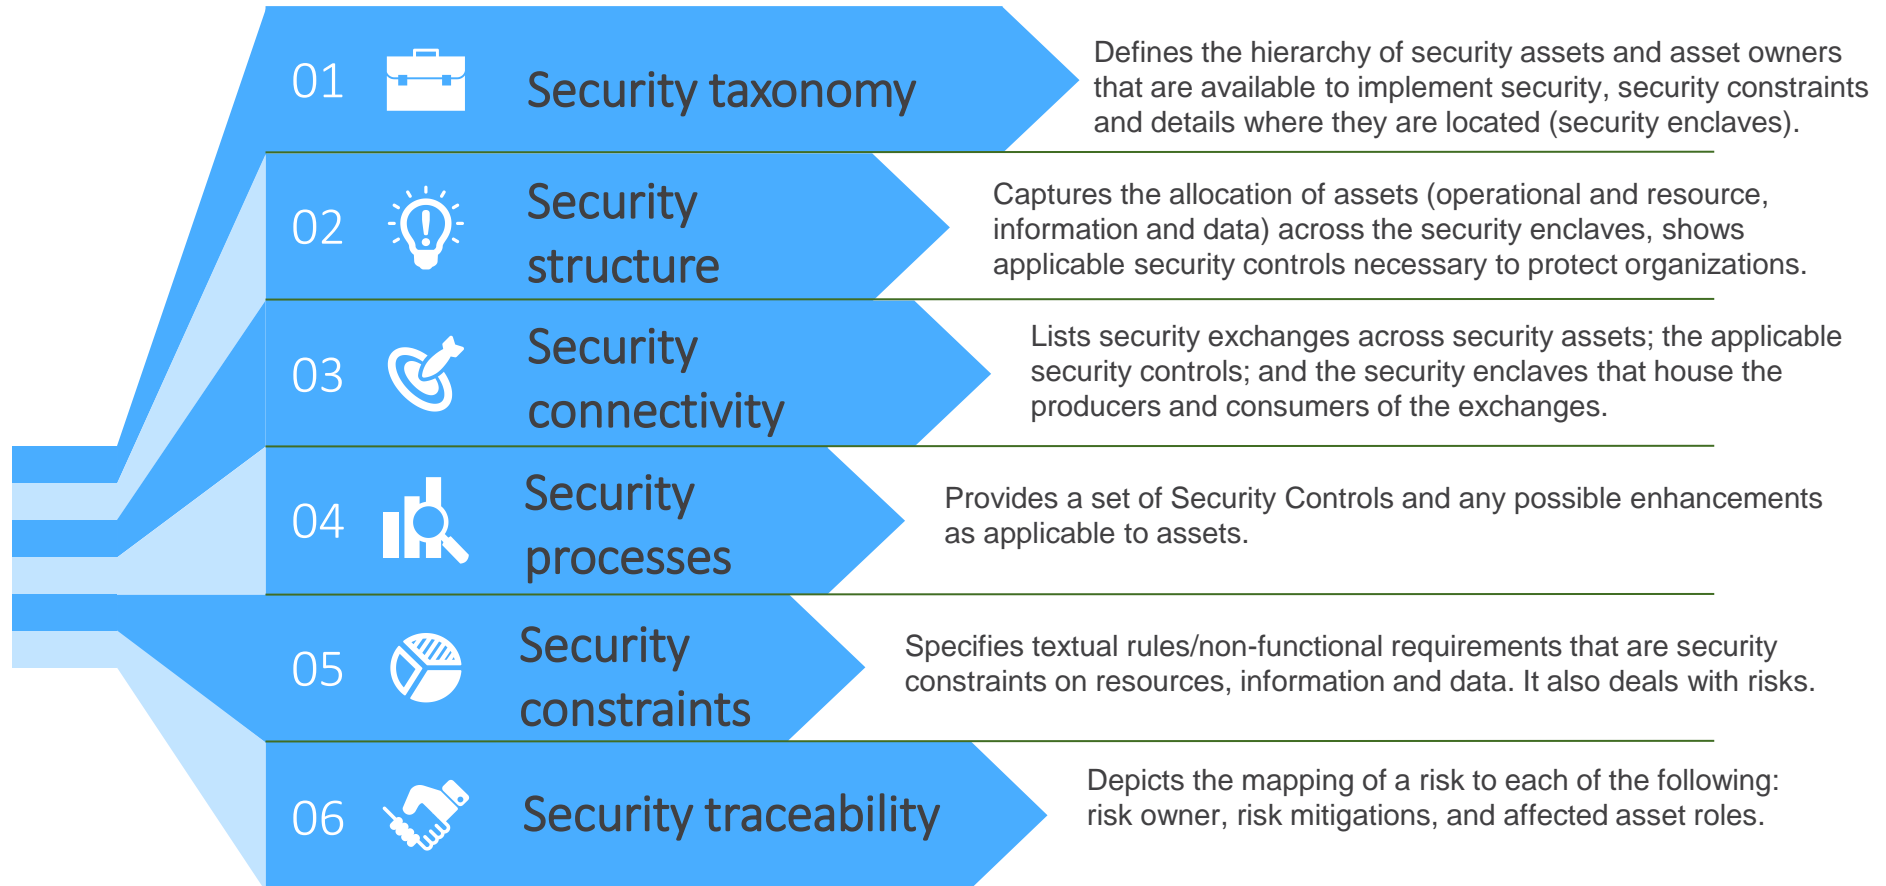 01
Security taxonomy
Defines the hierarchy of security assets and asset owners
that are available to implement security, security constraints
and details where they are located (security enclaves).
02
Security
structure
Captures the allocation of assets (operational and resource,
information and data) across the security enclaves, shows
applicable security controls necessary to protect organizations.
03
Security
connectivity
Lists security exchanges across security assets; the applicable
security controls; and the security enclaves that house the
producers and consumers of the exchanges.
04
Security
processes
Provides a set of Security Controls and any possible enhancements
as applicable to assets.
05
Security
constraints
Specifies textual rules/non-functional requirements that are security
constraints on resources, information and data. It also deals with risks.
06
Security traceability
Depicts the mapping of a risk to each of the following:
risk owner, risk mitigations, and affected asset roles.